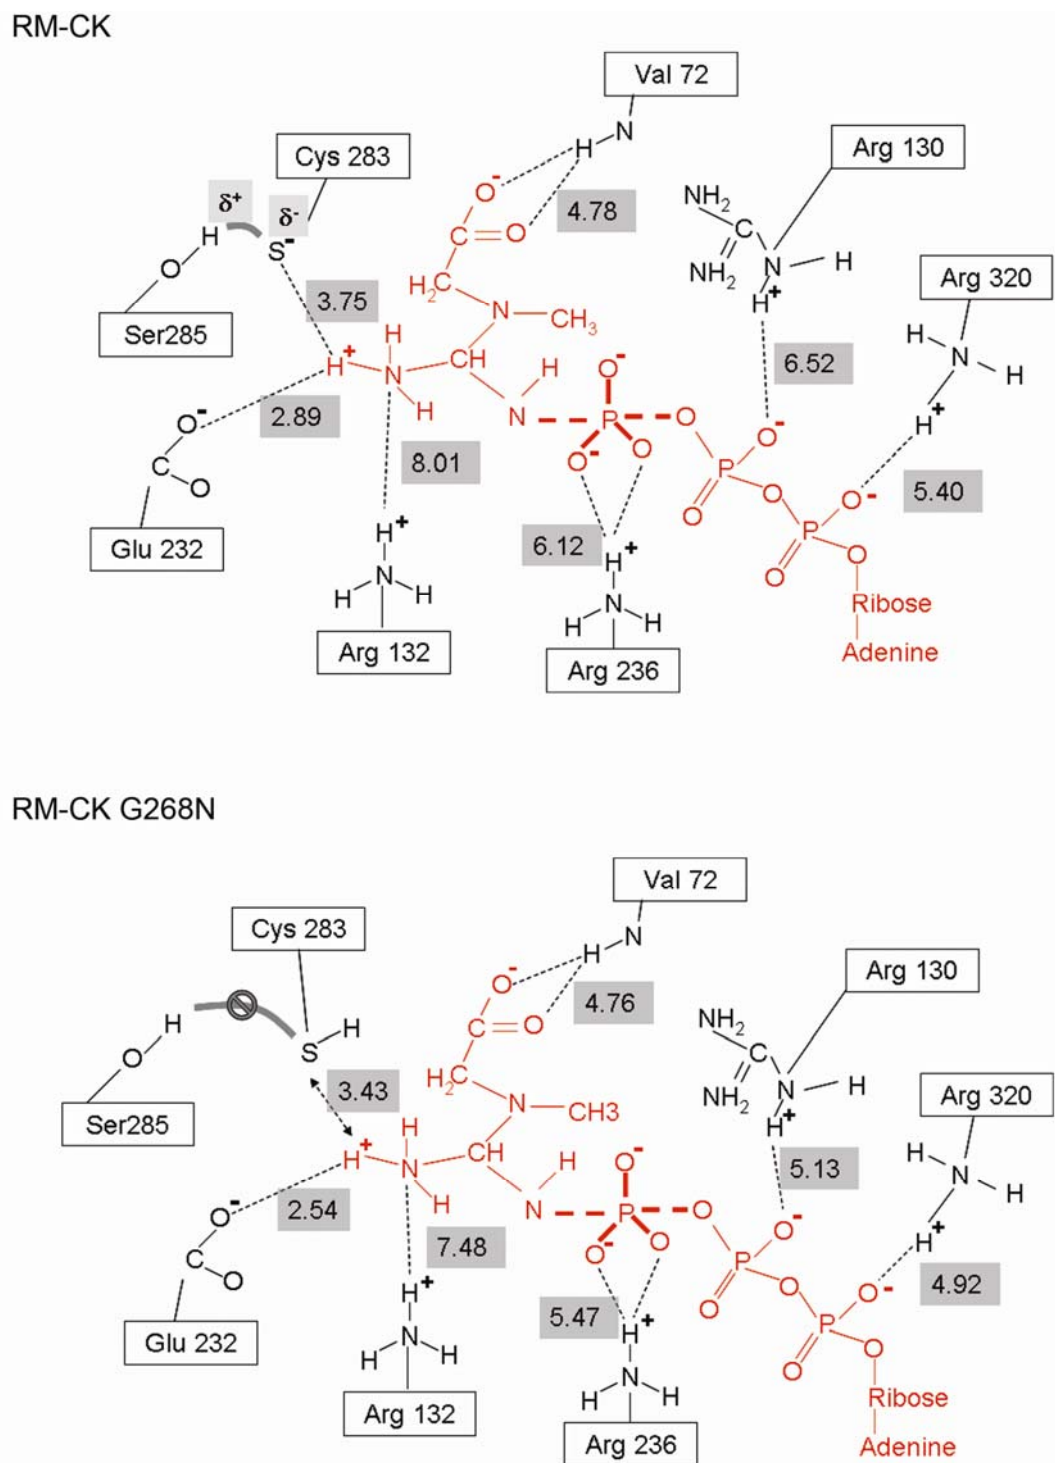 RM-CK
Val 72
Cys 283
Arg 130
H
N
δ+
δ-
O-
4.78
NH2
C
H
S-
C
O
N
H
O
NH2
H+
Arg 320
3.75
H2C
N
CH3
Ser285
H
H+
N
CH
H
O-
6.52
N
H
2.89
H
N
P
O
O-
H+
O-
8.01
O-
O
P
O-
5.40
C
O
O
O
P
Glu 232
H+
6.12
H+
O
O
N
H
H
N
H
H
Ribose
Arg 132
Arg 236
Adenine
RM-CK G268N
Val 72
Cys 283
H
N
Arg 130
O-
4.76
H
NH2
C
S
H
C
O
N
H
O
NH2
H+
Arg 320
3.43
H2C
N
CH3
Ser285
H
H+
N
CH
H
O-
5.13
H
N
H
2.54
H
N
P
O
O-
H+
O-
7.48
O-
O
P
O-
4.92
C
O
O
O
P
Glu 232
H+
5.47
H+
O
O
N
H
H
N
H
H
Ribose
Arg 132
Arg 236
Adenine